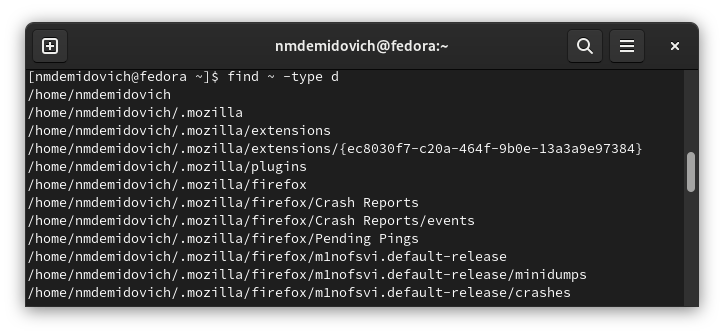 nmdemidovich@fedora:~
[nmdemidovich@fedora ~]$ find ~ -type d
/home/nmdemidovich
/home/nmdemidovich/.mozilla
/home/nmdemidovich/.mozilla/extensions
/home/nmdemidovich/.mozilla/extensions/{ec8030f7-c20a-464f-9b0e-13a3a9e97384}
/home/nmdemidovich/.mozilla/plugins
/home/nmdemidovich/.mozilla/firefox
/home/nmdemidovich/.mozilla/firefox/Crash Reports
/home/nmdemidovich/.mozilla/firefox/Crash Reports/events
/home/nmdemidovich/.mozilla/firefox/Pending Pings
/home/nmdemidovich/.mozilla/firefox/m1nofsvi.default-release
/home/nmdemidovich/.mozilla/firefox/m1nofsvi.default-release/minidumps
/home/nmdemidovich/.mozilla/firefox/m1nofsvi.default-release/crashes